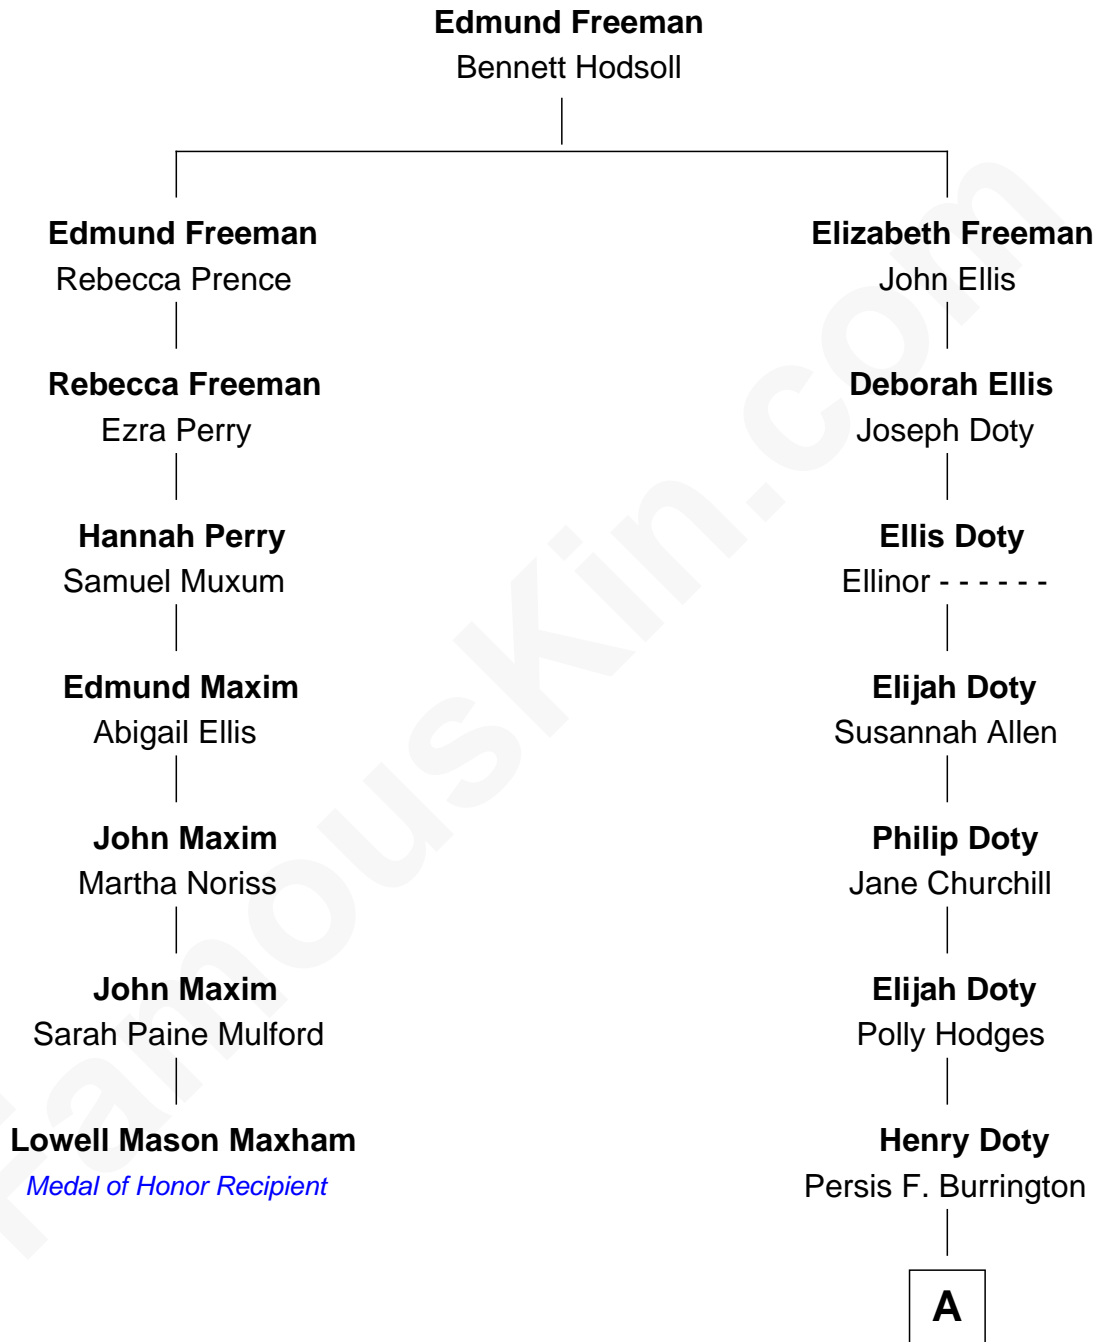 Edmund Freeman
Bennett Hodsoll
Edmund Freeman
Rebecca Prence
Rebecca Freeman
Ezra Perry
Hannah Perry
Samuel Muxum
Edmund Maxim
Abigail Ellis
John Maxim
Martha Noriss
John Maxim
Sarah Paine Mulford
Lowell Mason Maxham
Medal of Honor Recipient
Elizabeth Freeman
John Ellis
Deborah Ellis
Joseph Doty
Ellis Doty
Ellinor - - - - - -
Elijah Doty
Susannah Allen
Philip Doty
Jane Churchill
Elijah Doty
Polly Hodges
Henry Doty
Persis F. Burrington
A
FamousKin.com